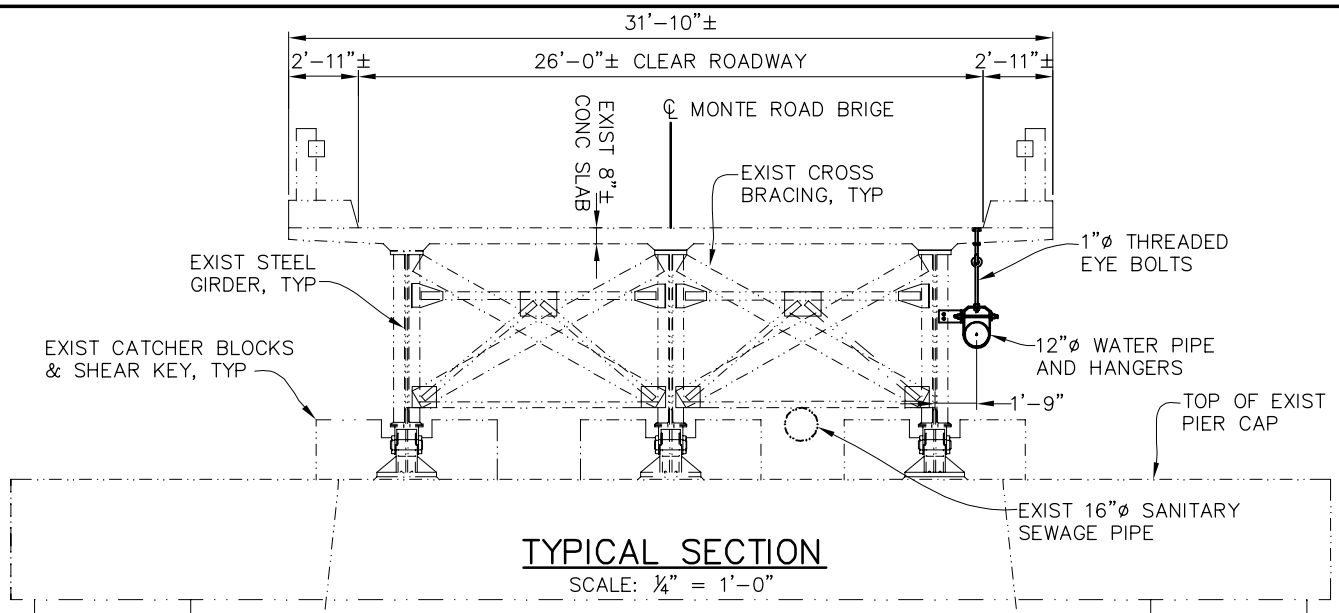 31'-10"±
2'-11"±
26'-0"± CLEAR ROADWAY
2'-11"±
EXIST 8"±
CONC SLAB
℄ MONTE ROAD BRIGE
EXIST CROSS
BRACING, TYP
1"ø THREADED
EYE BOLTS
EXIST STEEL
GIRDER, TYP
EXIST CATCHER BLOCKS
& SHEAR KEY, TYP
12"ø WATER PIPE
AND HANGERS
1'-9"
TOP OF EXIST
PIER CAP
EXIST 16"ø SANITARY
SEWAGE PIPE
TYPICAL SECTION
SCALE: ¼" = 1'-0"